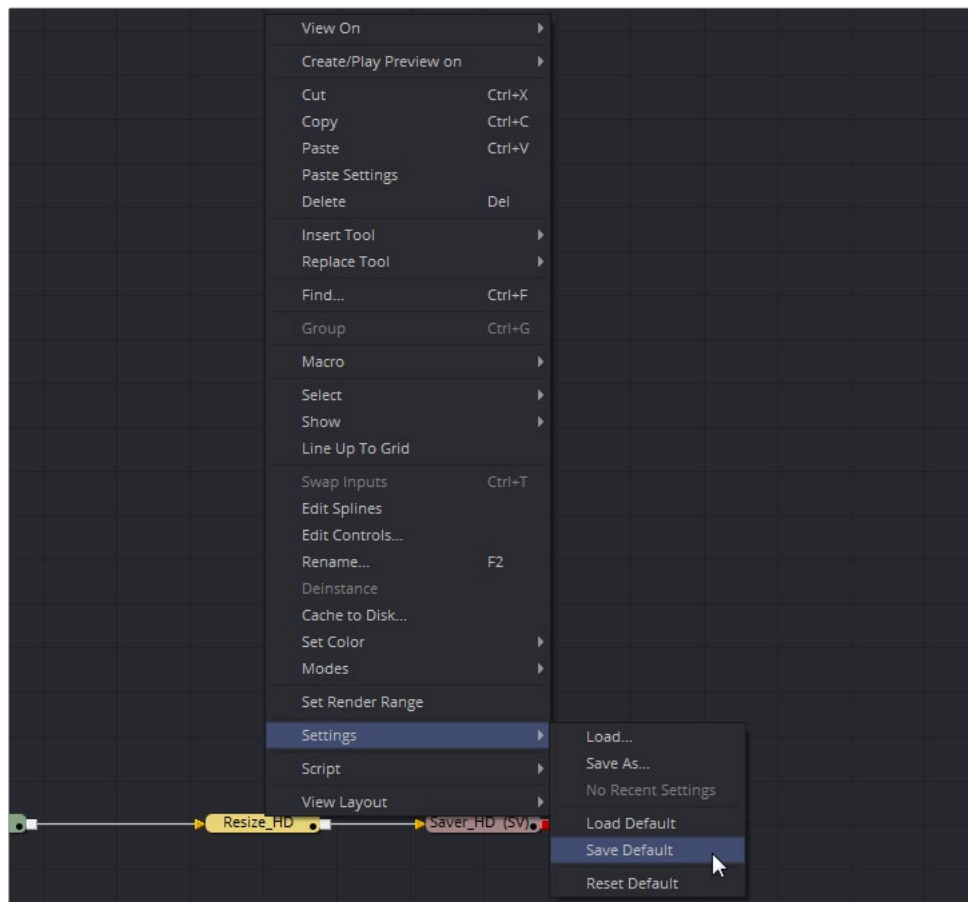 View On
Create/Play Preview on
Cut Ctrl+X
Copy Ctrl+C
Paste Ctrl+V
Paste Settings
Delete Del
Insert Tool
Replace Tool
Find... Ctrl+F
Group Ctrl+G
Macro
Select
Show
Line Up To Grid
Swap Inputs Ctrl+T
Edit Splines
Edit Controls...
Rename... F2
Deinstance
Cache to Disk...
Set Color
Modes
Set Render Range
Settings
Script
View Layout
Load...
Save As...
No Recent Settings
Load Default
Save Default
Reset Default
Resize_HD
Saver_HD (SV)